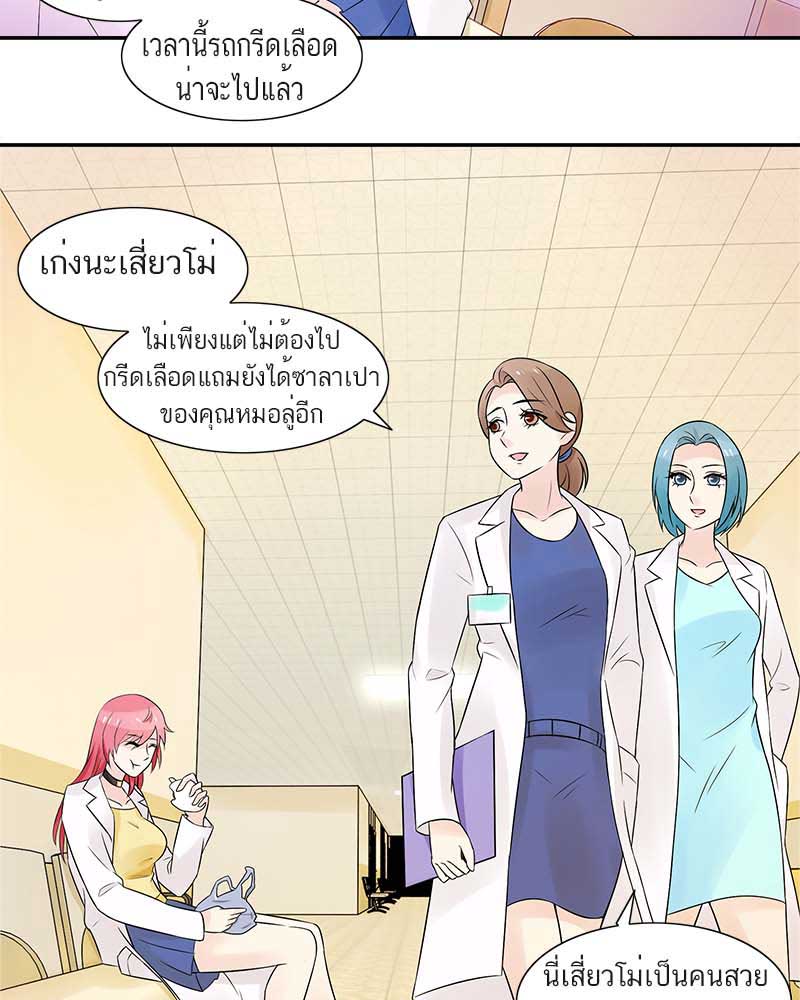 เวลานี้รถกรีดเลือด
น่าจะไปแล้ว
เก่งนะเสี่ยวโม่
ไม่เพียงแต่ไม่ต้องไป
กรีดเลือดแถมยังได้ซาลาเปา
ของคุณหมอลู่อีก
นี่เสี่ยวโม่เป็นคนสวย